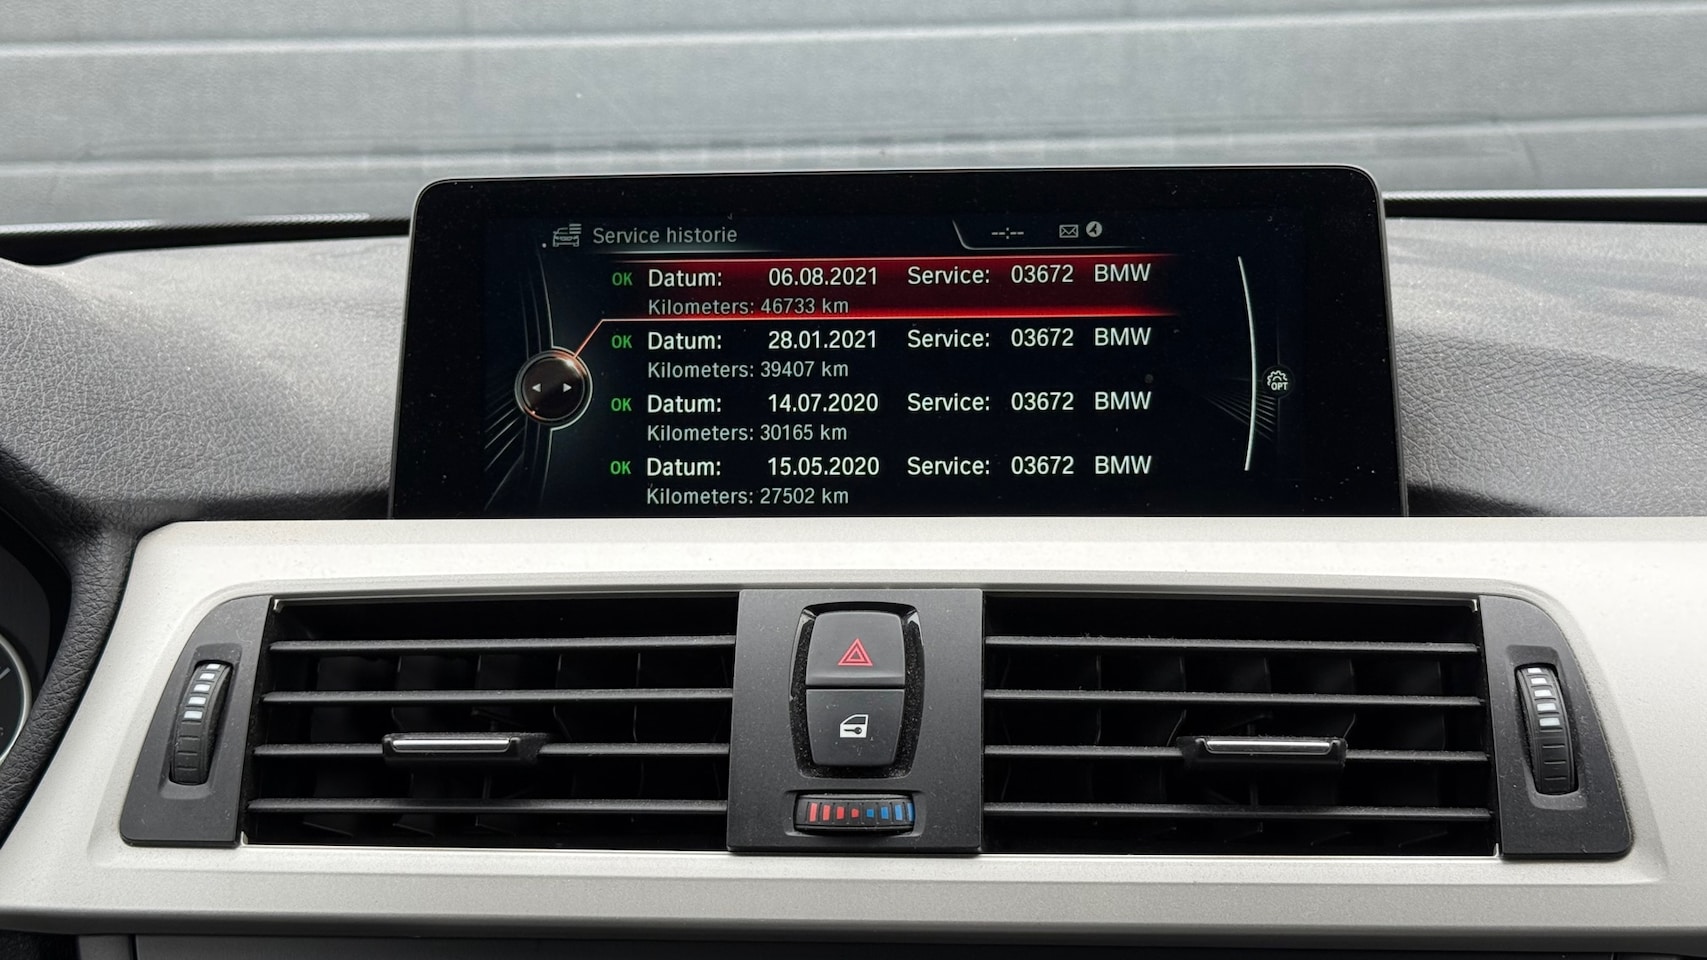 Service historie --:--
OK Datum: 06.08.2021 Service: 03672 BMW
Kilometers: 46733 km
OK Datum: 28.01.2021 Service: 03672 BMW
Kilometers: 39407 km
OPT
OK Datum: 14.07.2020 Service: 03672 BMW
Kilometers: 30165 km
OK Datum: 15.05.2020 Service: 03672 BMW
Kilometers: 27502 km